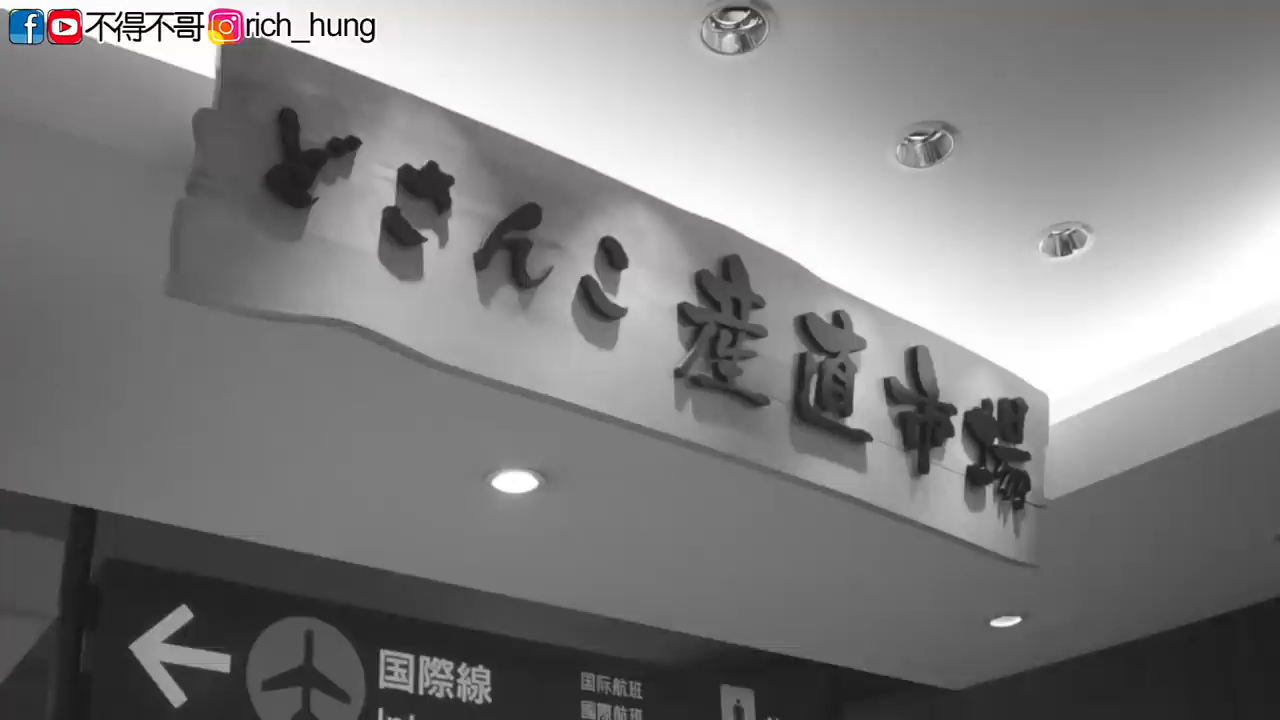 不得不哥 rich_hung
どさんこ産直市場
国際線
国际航班
國際航班